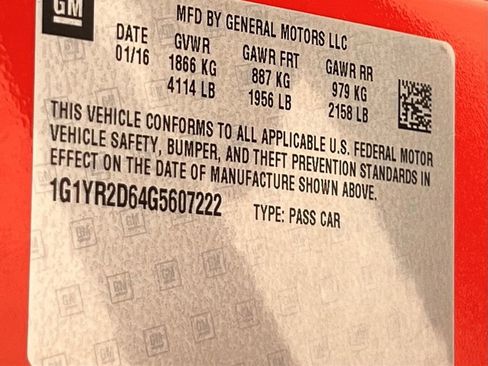 GM
MFD BY GENERAL MOTORS LLC
DATE GVWR GAWR FRT GAWR RR
01/16 1866 KG 887 KG 979 KG
4114 LB 1956 LB 2158 LB
THIS VEHICLE CONFORMS TO ALL APPLICABLE U.S. FEDERAL MOTOR
VEHICLE SAFETY, BUMPER, AND THEFT PREVENTION STANDARDS IN
EFFECT ON THE DATE OF MANUFACTURE SHOWN ABOVE.
1G1YR2D64G5607222 TYPE: PASS CAR